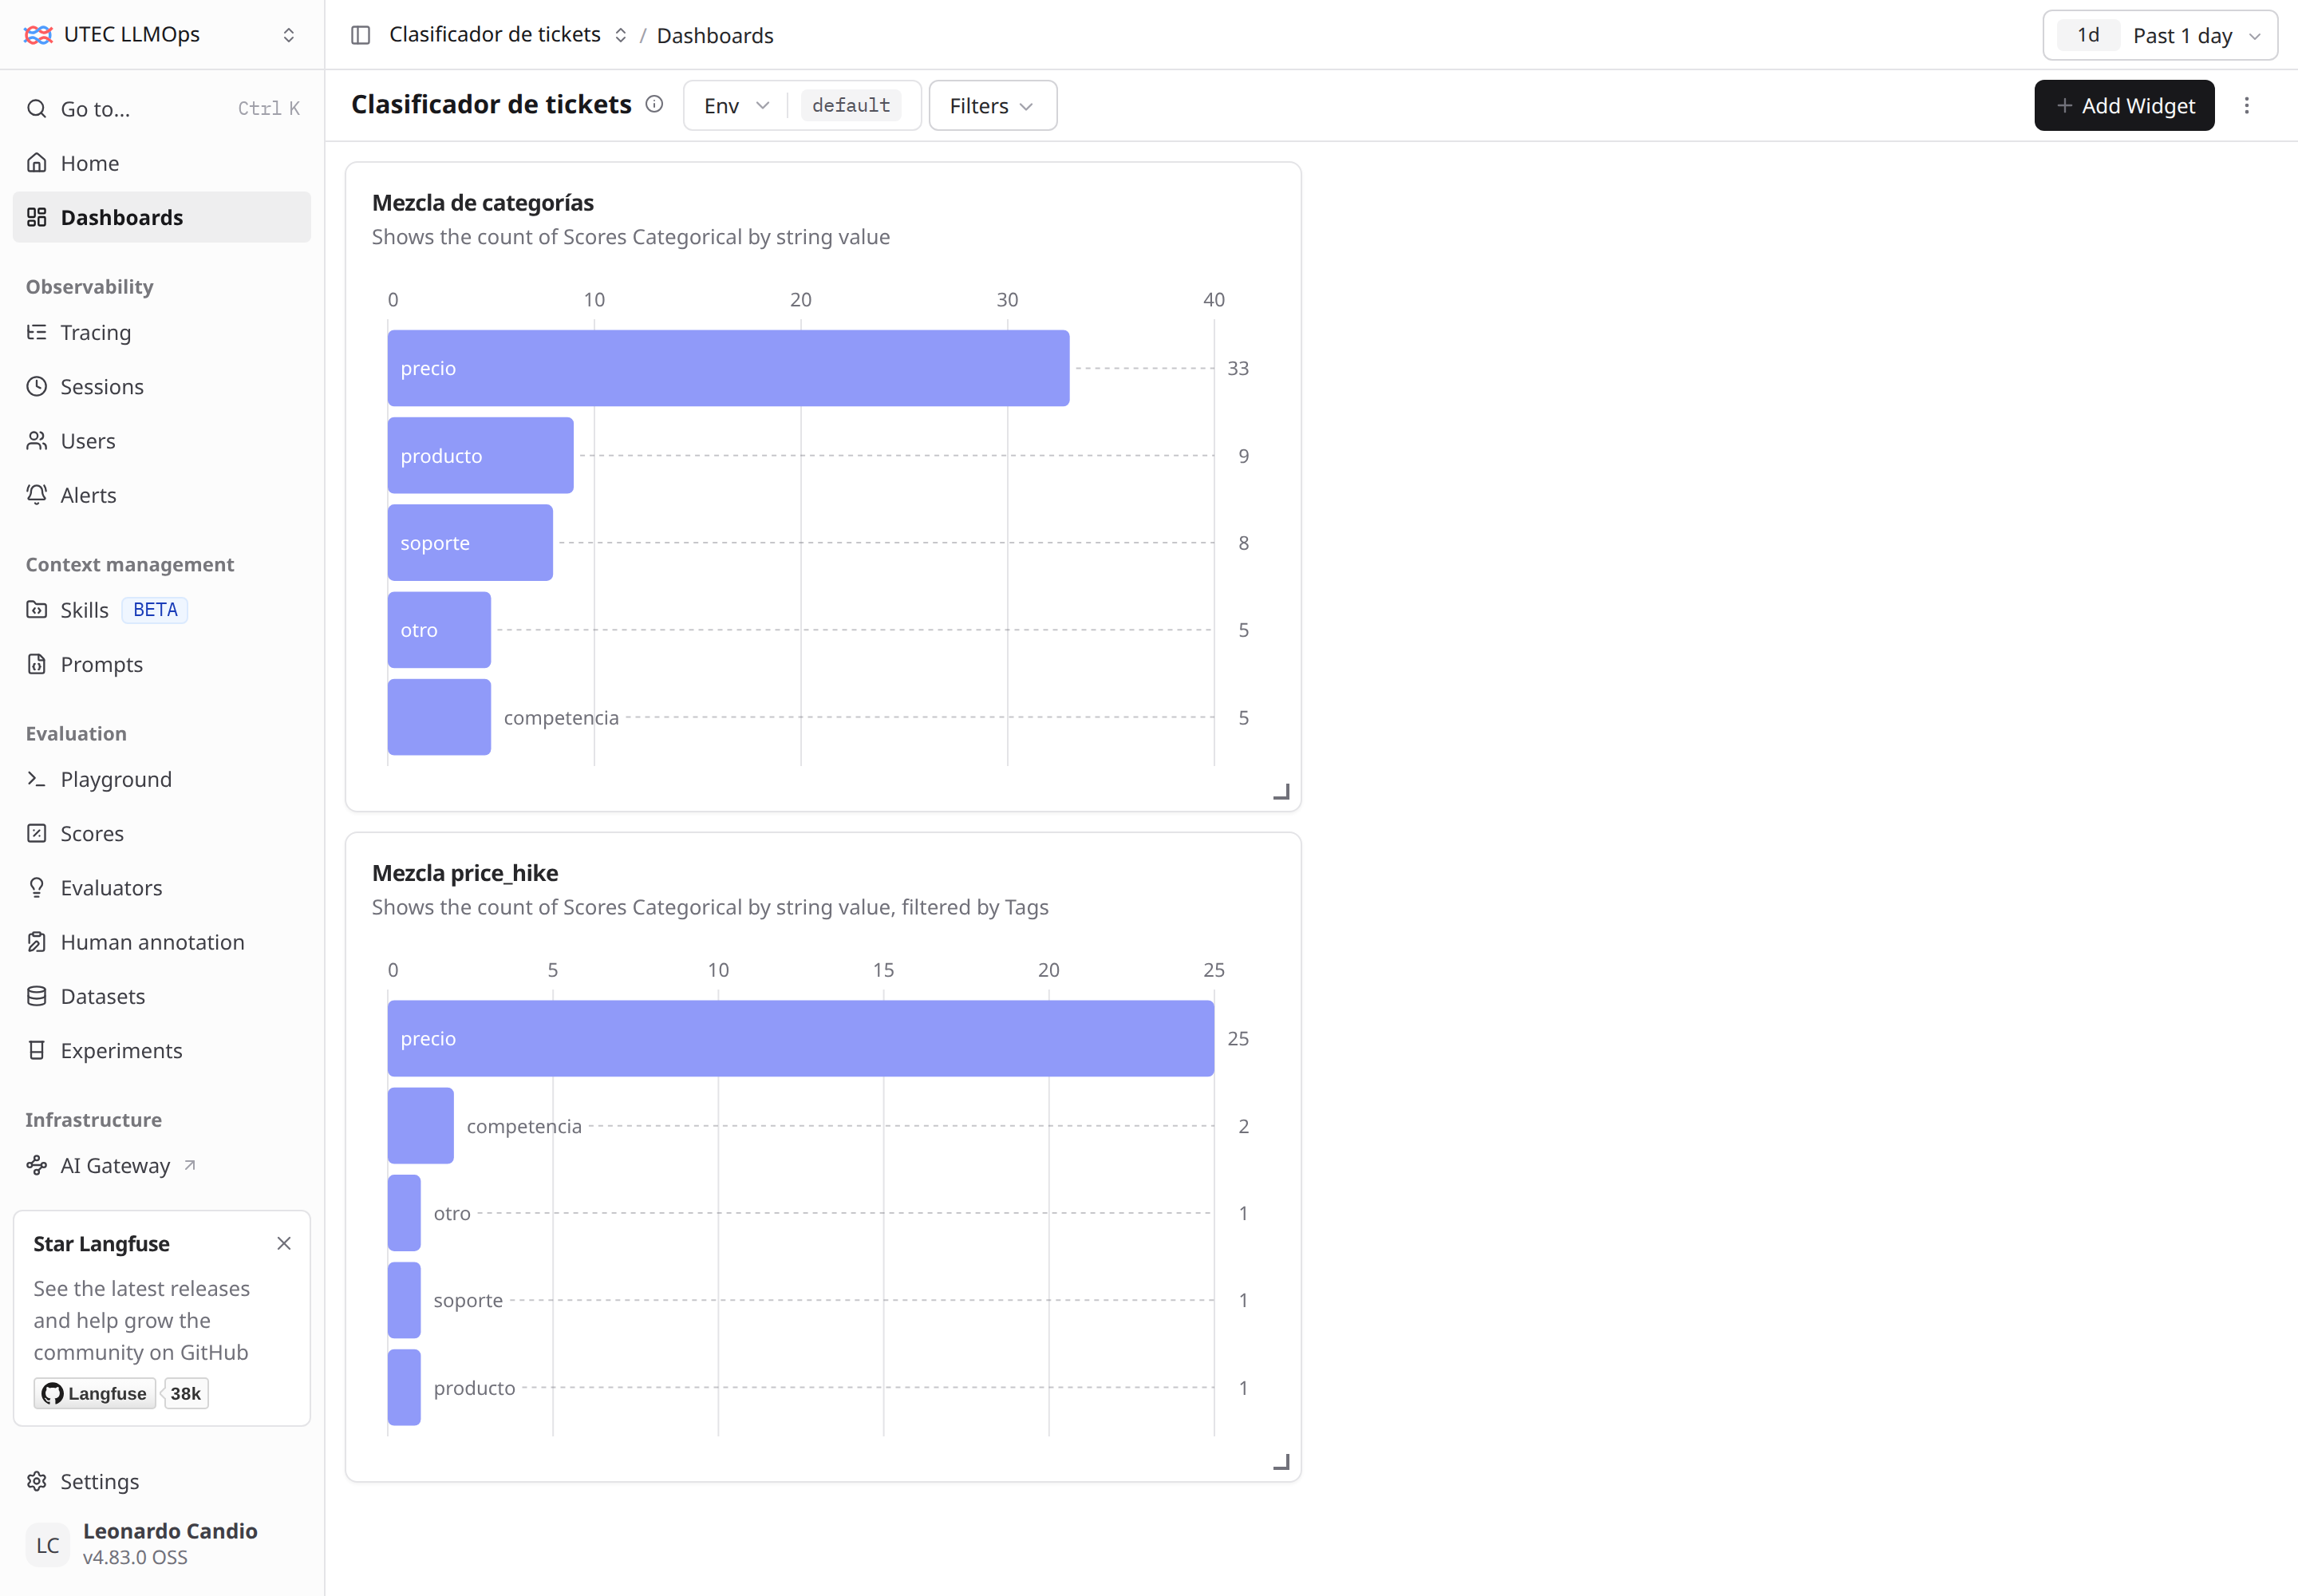 UTEC LLMOps
Clasificador de tickets / Dashboards
1d Past 1 day
Go to... Ctrl K
Home
Dashboards
Observability
Tracing
Sessions
Users
Alerts
Context management
Skills BETA
Prompts
Evaluation
Playground
Scores
Evaluators
Human annotation
Datasets
Experiments
Infrastructure
AI Gateway
Star Langfuse
See the latest releases
and help grow the
community on GitHub
Langfuse 38k
Settings
LC
Leonardo Candio
v4.83.0 OSS
Clasificador de tickets Env default Filters
+ Add Widget
Mezcla de categorías
Shows the count of Scores Categorical by string value
0 10 20 30 40
precio 33
producto 9
soporte 8
otro 5
competencia 5
Mezcla price_hike
Shows the count of Scores Categorical by string value, filtered by Tags
0 5 10 15 20 25
precio 25
competencia 2
otro 1
soporte 1
producto 1